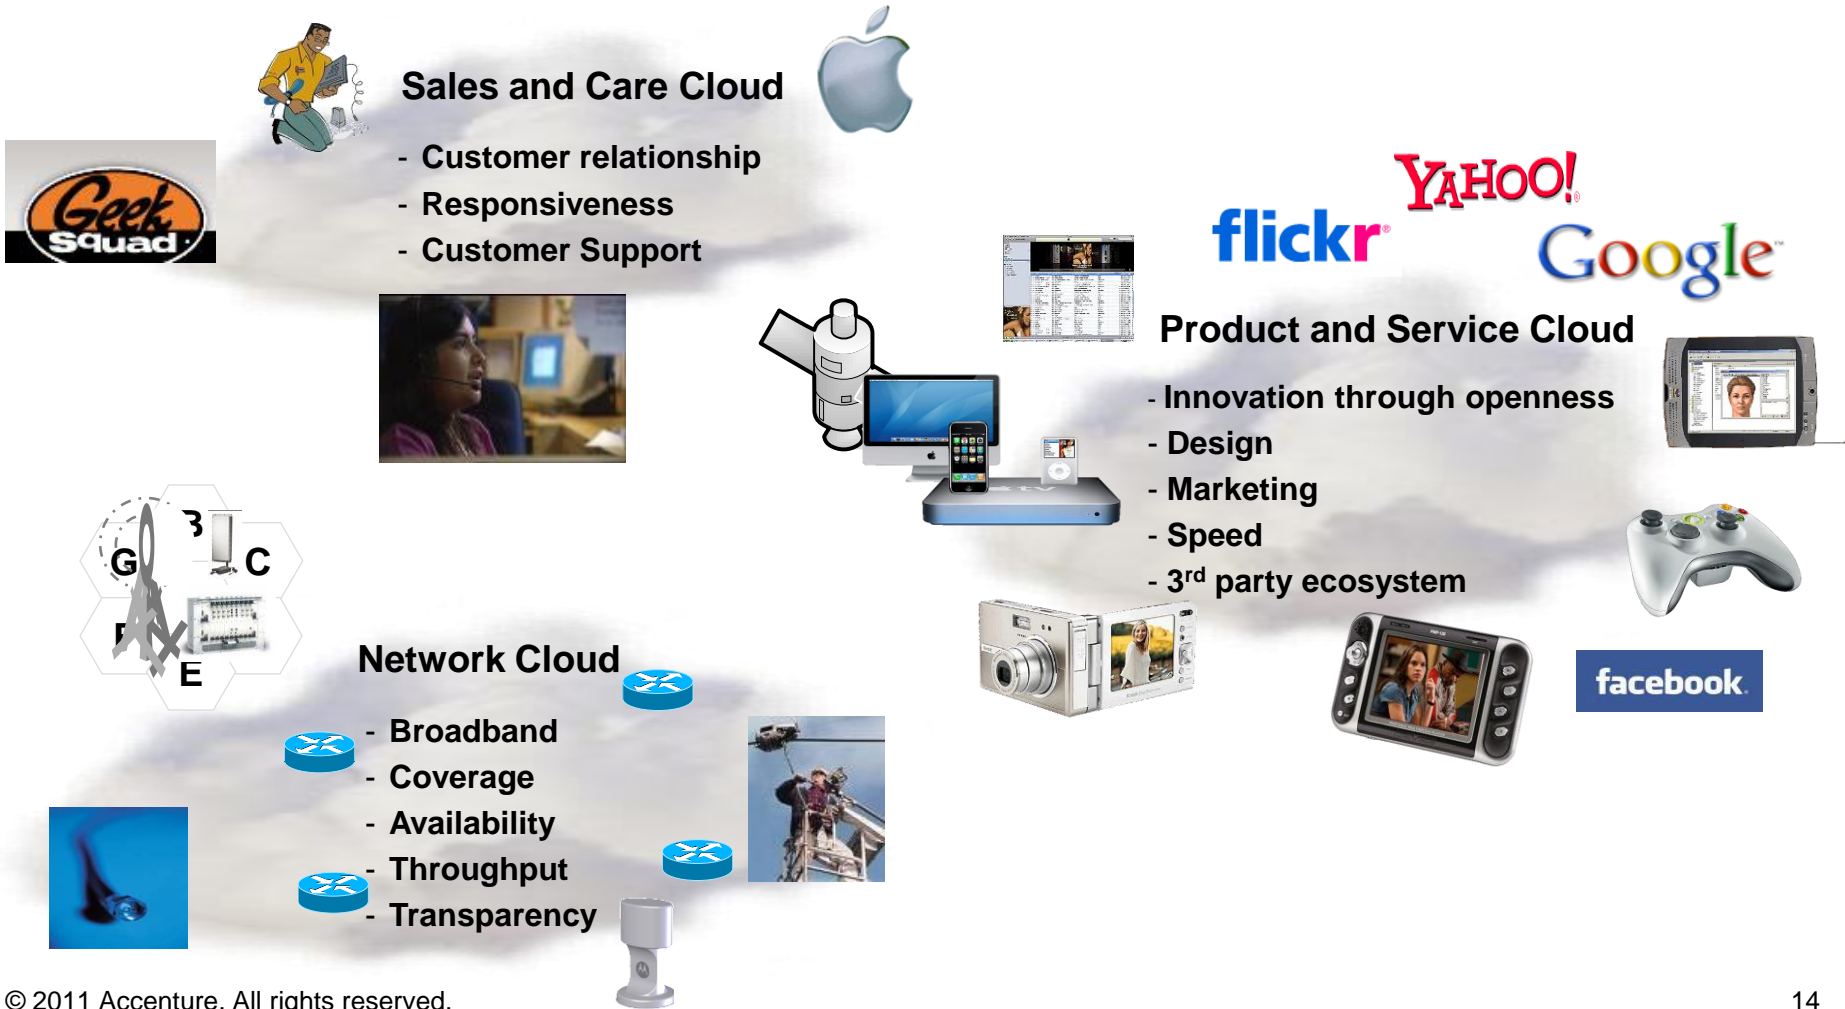 Sales and Care Cloud
- Customer relationship
- Responsiveness
- Customer Support
Geek
Squad
YAHOO!
flickr
Google
Product and Service Cloud
- Innovation through openness
- Design
- Marketing
- Speed
- 3rd party ecosystem
tv
facebook
B
G
C
E
Network Cloud
- Broadband
- Coverage
- Availability
- Throughput
- Transparency
© 2011 Accenture. All rights reserved.
14